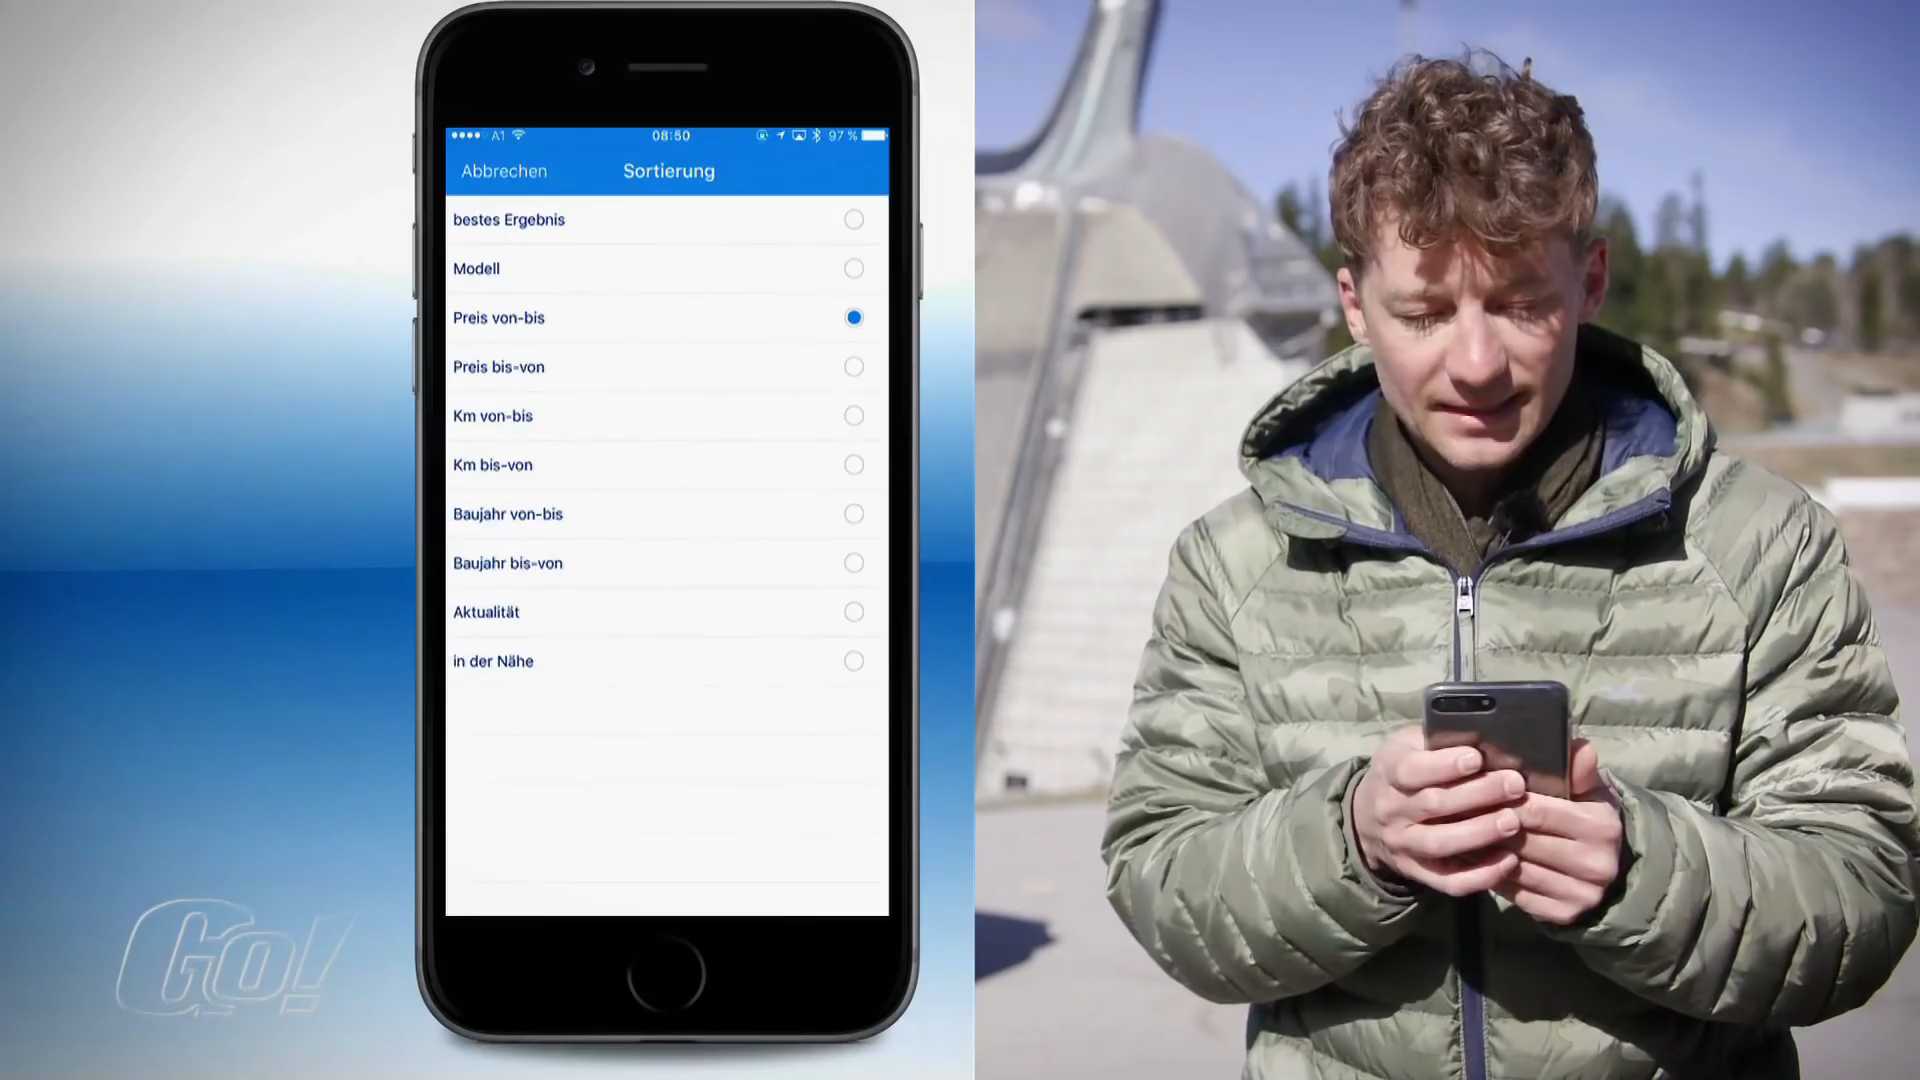 A1 08:50 97 %
Abbrechen Sortierung
bestes Ergebnis
Modell
Preis von-bis
Preis bis-von
Km von-bis
Km bis-von
Baujahr von-bis
Baujahr bis-von
Aktualität
in der Nähe
Go!